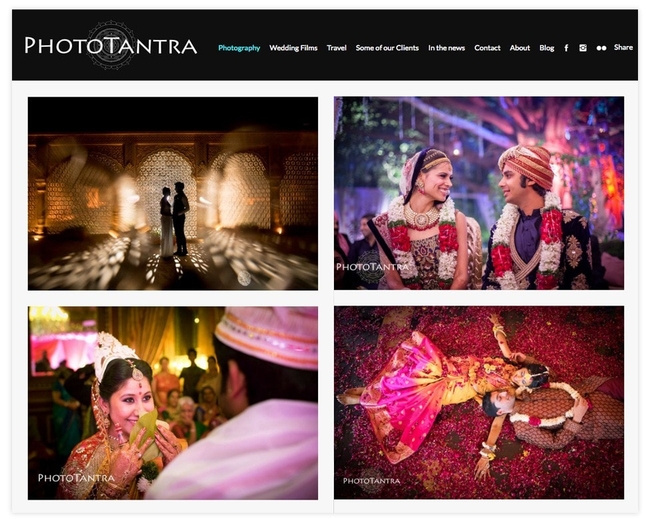 PHOTOTANTRA
Photography Wedding Films Travel Some of our Clients In the news Contact About Blog f Share
PHOTOTANTRA
PHOTOTANTRA
PHOTOTANTRA